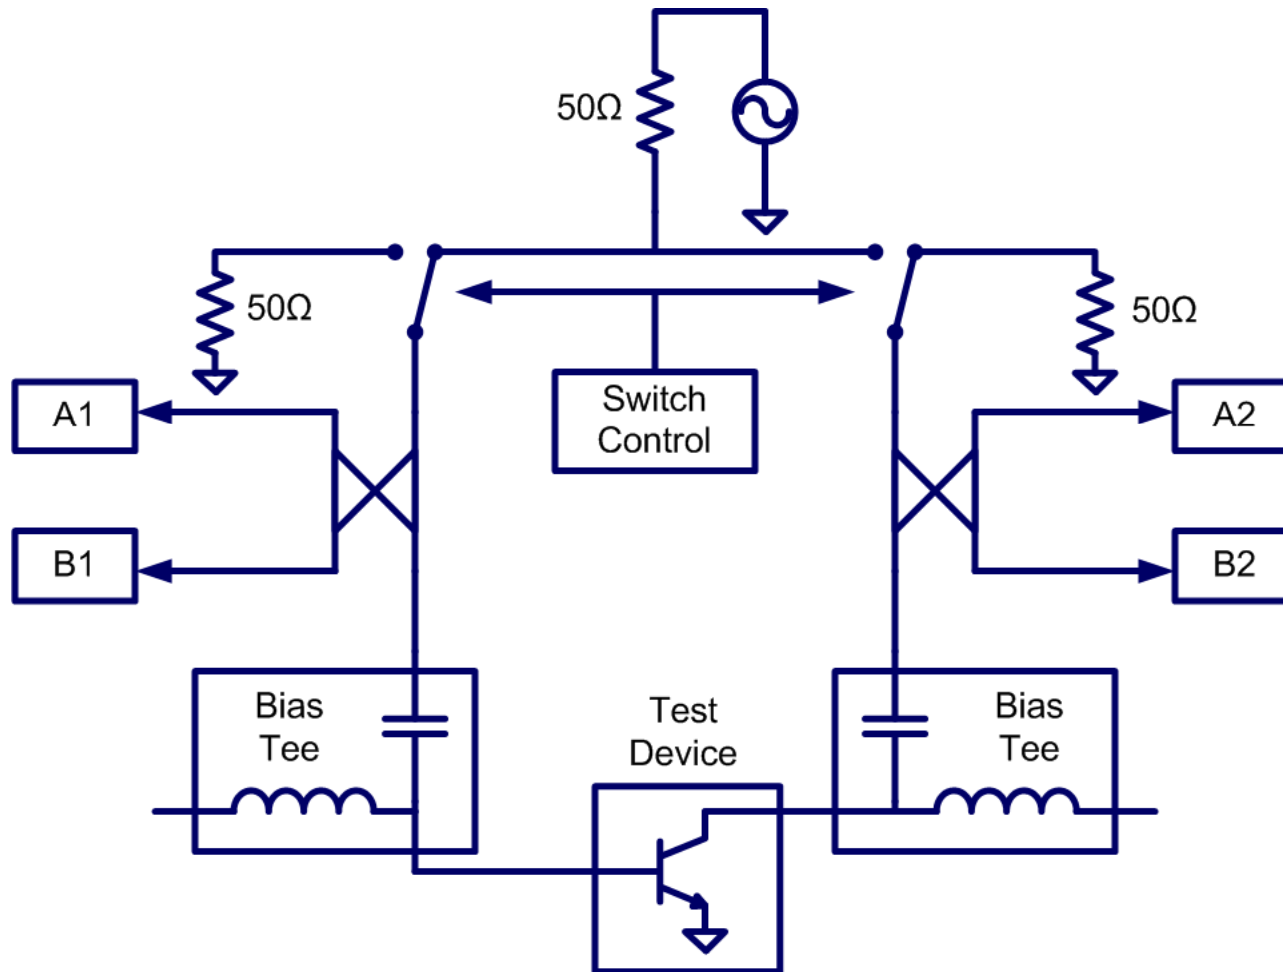 50Ω
50Ω
50Ω
Switch
Control
A1
A2
B1
B2
Bias
Tee
Test
Device
Bias
Tee